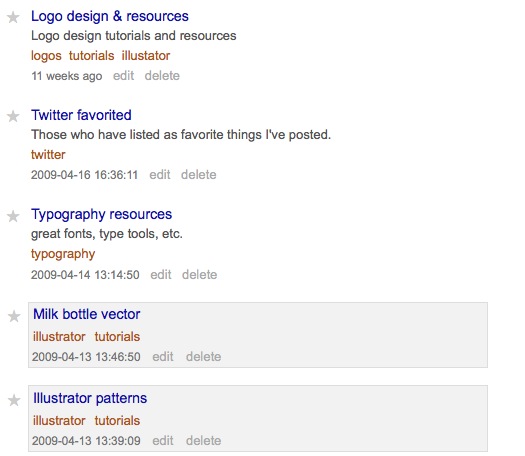 Logo design & resources
Logo design tutorials and resources
logos tutorials illustator
11 weeks ago edit delete
Twitter favorited
Those who have listed as favorite things I've posted.
twitter
2009-04-16 16:36:11 edit delete
Typography resources
great fonts, type tools, etc.
typography
2009-04-14 13:14:50 edit delete
Milk bottle vector
illustrator tutorials
2009-04-13 13:46:50 edit delete
Illustrator patterns
illustrator tutorials
2009-04-13 13:39:09 edit delete